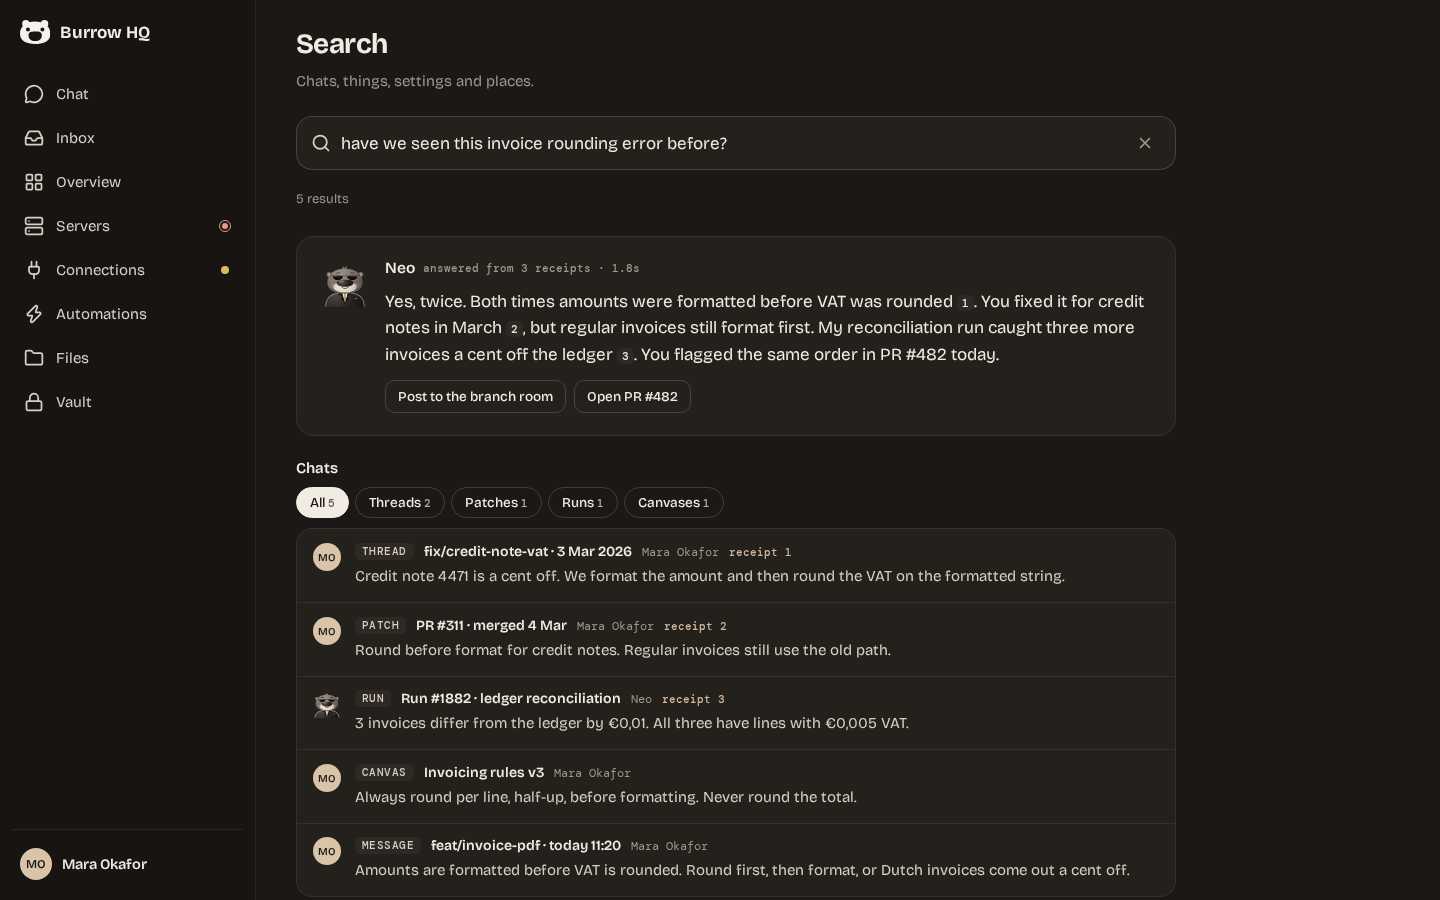 Burrow HQ
Chat
Inbox
Overview
Servers
Connections
Automations
Files
Vault
MO Mara Okafor
Search
Chats, things, settings and places.
have we seen this invoice rounding error before?
5 results
Neo answered from 3 receipts · 1.8s
Yes, twice. Both times amounts were formatted before VAT was rounded 1. You fixed it for credit
notes in March 2, but regular invoices still format first. My reconciliation run caught three more
invoices a cent off the ledger 3. You flagged the same order in PR #482 today.
Post to the branch room Open PR #482
Chats
All 5 Threads 2 Patches 1 Runs 1 Canvases 1
MO THREAD fix/credit-note-vat · 3 Mar 2026 Mara Okafor receipt 1
Credit note 4471 is a cent off. We format the amount and then round the VAT on the formatted string.
MO PATCH PR #311 · merged 4 Mar Mara Okafor receipt 2
Round before format for credit notes. Regular invoices still use the old path.
RUN Run #1882 · ledger reconciliation Neo receipt 3
3 invoices differ from the ledger by €0,01. All three have lines with €0,005 VAT.
MO CANVAS Invoicing rules v3 Mara Okafor
Always round per line, half-up, before formatting. Never round the total.
MO MESSAGE feat/invoice-pdf · today 11:20 Mara Okafor
Amounts are formatted before VAT is rounded. Round first, then format, or Dutch invoices come out a cent off.